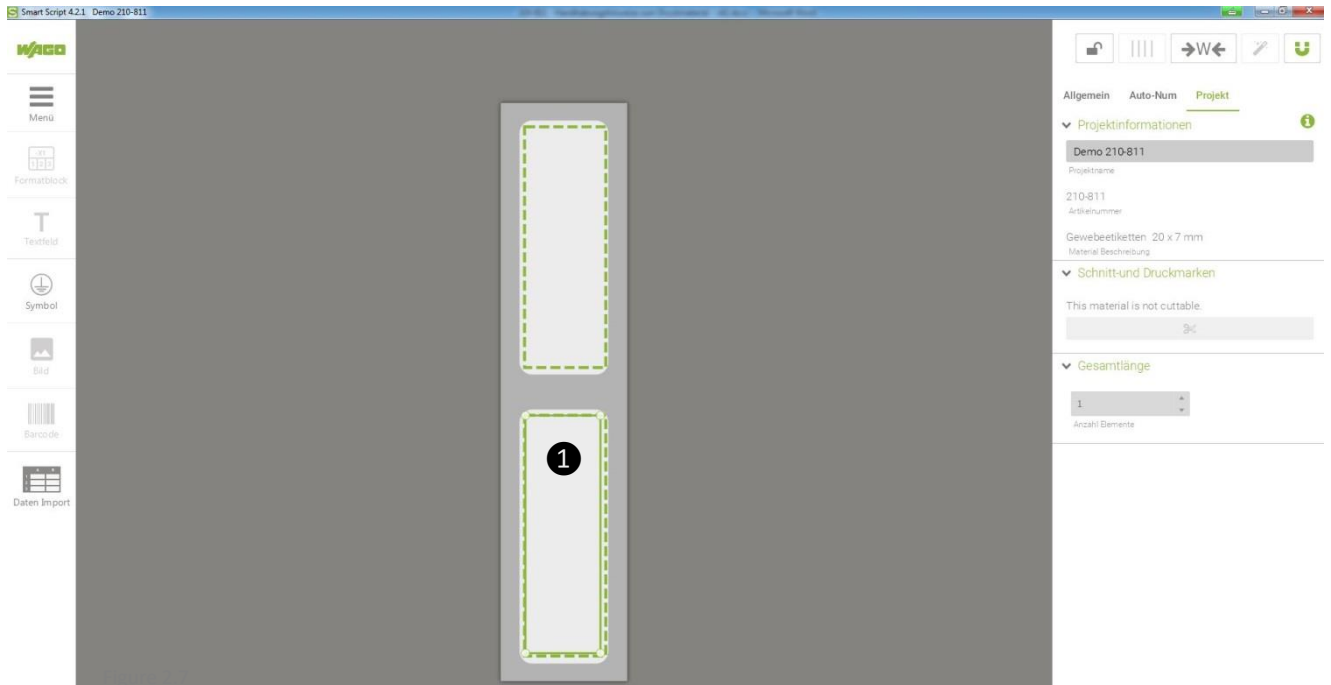 Smart Script 4.2.1 Demo 210-811
WAGO
Menü
Formatblock
Textfeld
Symbol
Bild
Barcode
Daten Import
1
W
Allgemein Auto-Num Projekt
Projektinformationen
Demo 210-811
Projektname
210-811
Artikelnummer
Gewebeetiketten 20 x 7 mm
Material Beschreibung
Schnitt-und Druckmarken
This material is not cuttable.
Gesamtlänge
1
Anzahl Elemente